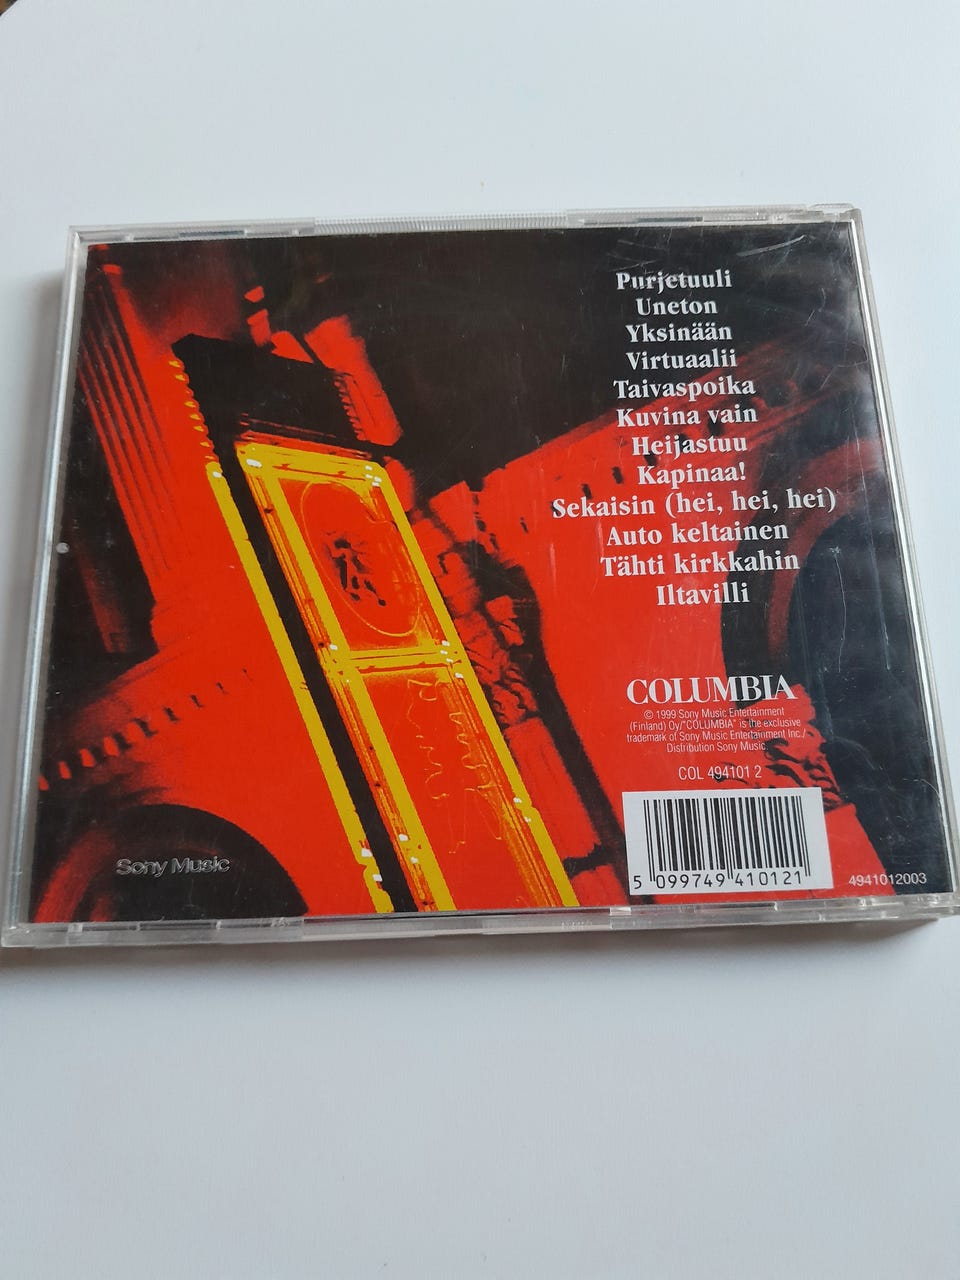 Purjetuuli
Uneton
Yksinään
Virtuaalii
Taivaspoika
Kuvina vain
Heijastuu
Kapinaa!
Sekaisin (hei, hei, hei)
Auto keltainen
Tähti kirkkahin
Iltavilli
COLUMBIA
© 1999 Sony Music Entertainment
(Finland) Oy/"COLUMBIA" is the exclusive
trademark of Sony Music Entertainment Inc./
Distribution Sony Music.
COL 494101 2
5 099749 410121
4941012003
Sony Music